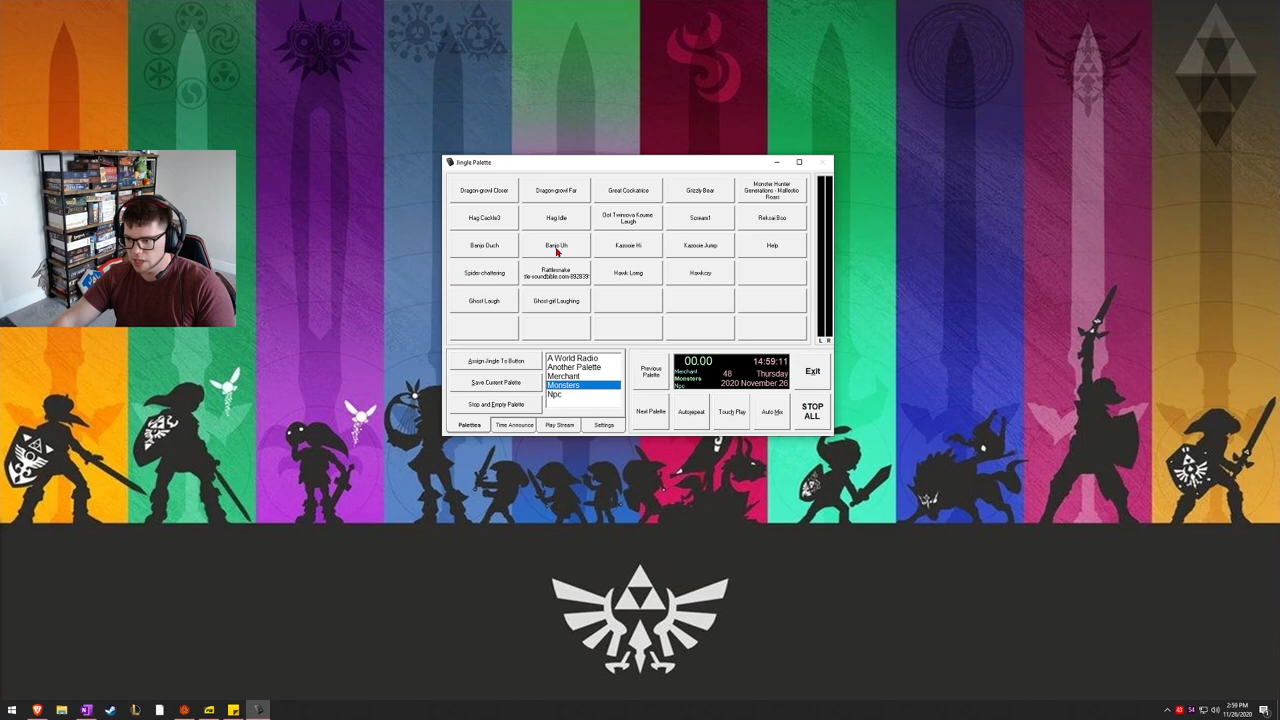 Jingle Palette
Dragon-growl Closer
Dragon-growl Far
Great Cockatrice
Grizzly Bear
Monster Hunter
Generations - Malfestio
Roars
Hag Cackle3
Hag Idle
Oot Twinrova Koume
Laugh
Scream1
Reksai Boo
Banjo Ouch
Banjo Uh
Kazooie Hi
Kazooie Jump
Help
Spider-chattering
Rattlesnake
Hawk Long
Hawkcry
Ghost Laugh
Ghost-girl Laughing
L R
Assign Jingle To Button
Save Current Palette
Stop and Empty Palette
A World Radio
Another Palette
Merchant
Monsters
Npc
Palettes
Time Announce
Play Stream
Settings
Previous
Palette
Next Palette
00.00
14:59:11
Merchant
Monsters
Npc
48
Thursday
2020 November 26
Exit
Autorepeat
Touch Play
Auto Mix
STOP
ALL
2:59 PM
11/26/2020